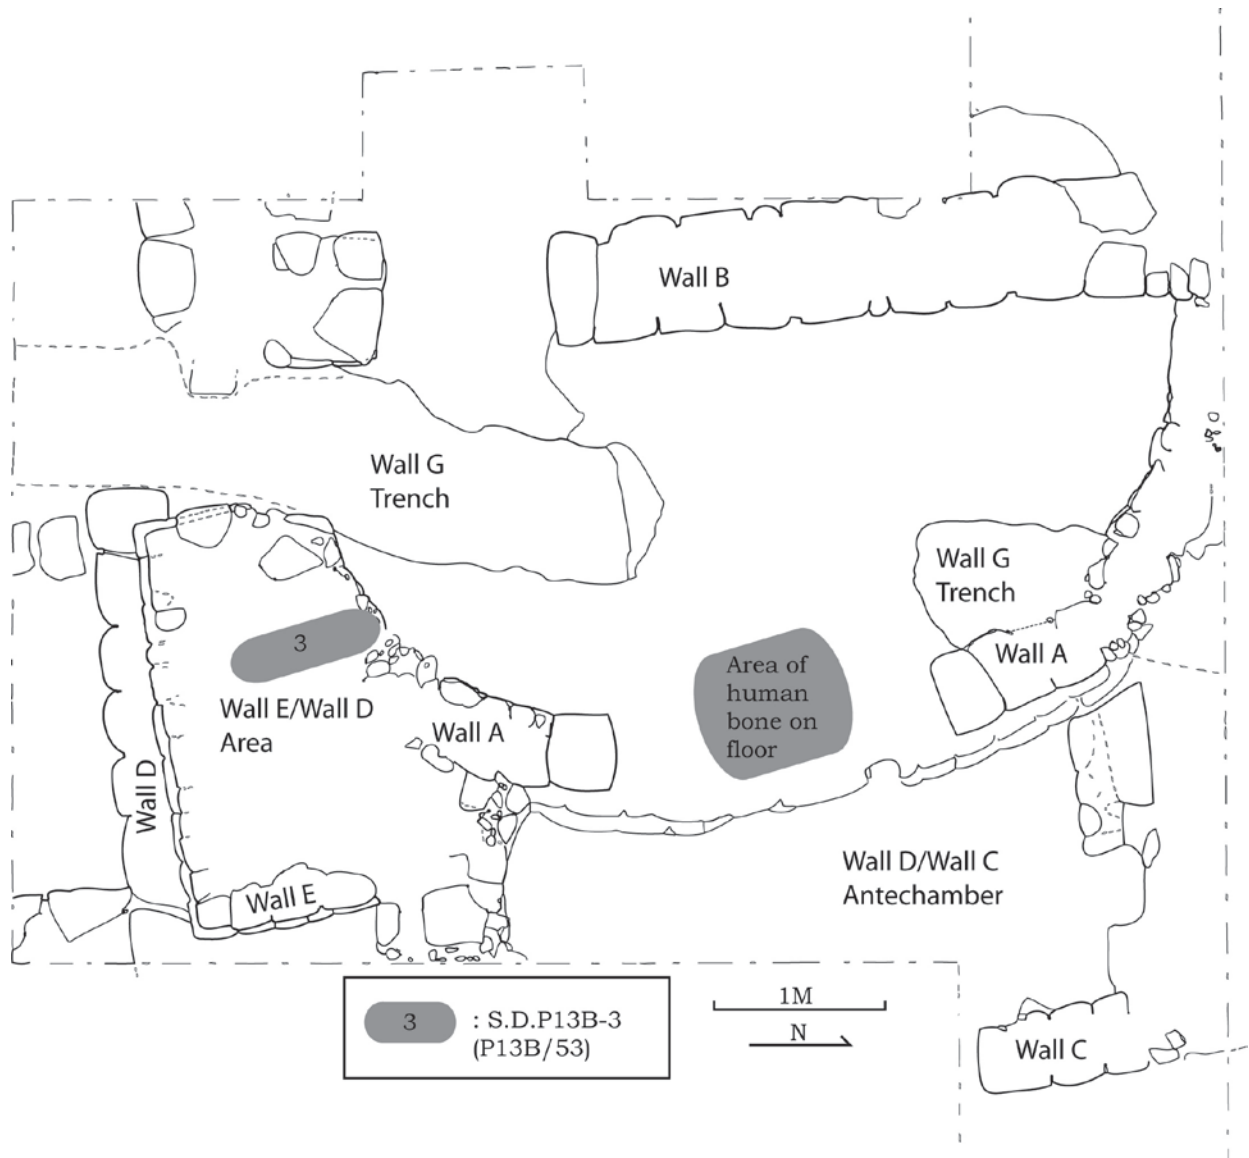 Wall B
Wall G
Trench
Wall G
Trench
3
Wall E/Wall D
Area
Wall A
Area of
human
bone on
floor
Wall A
Wall D
Wall E
Wall D/Wall C
Antechamber
3 : S.D.P13B-3
(P13B/53)
1M
N
Wall C